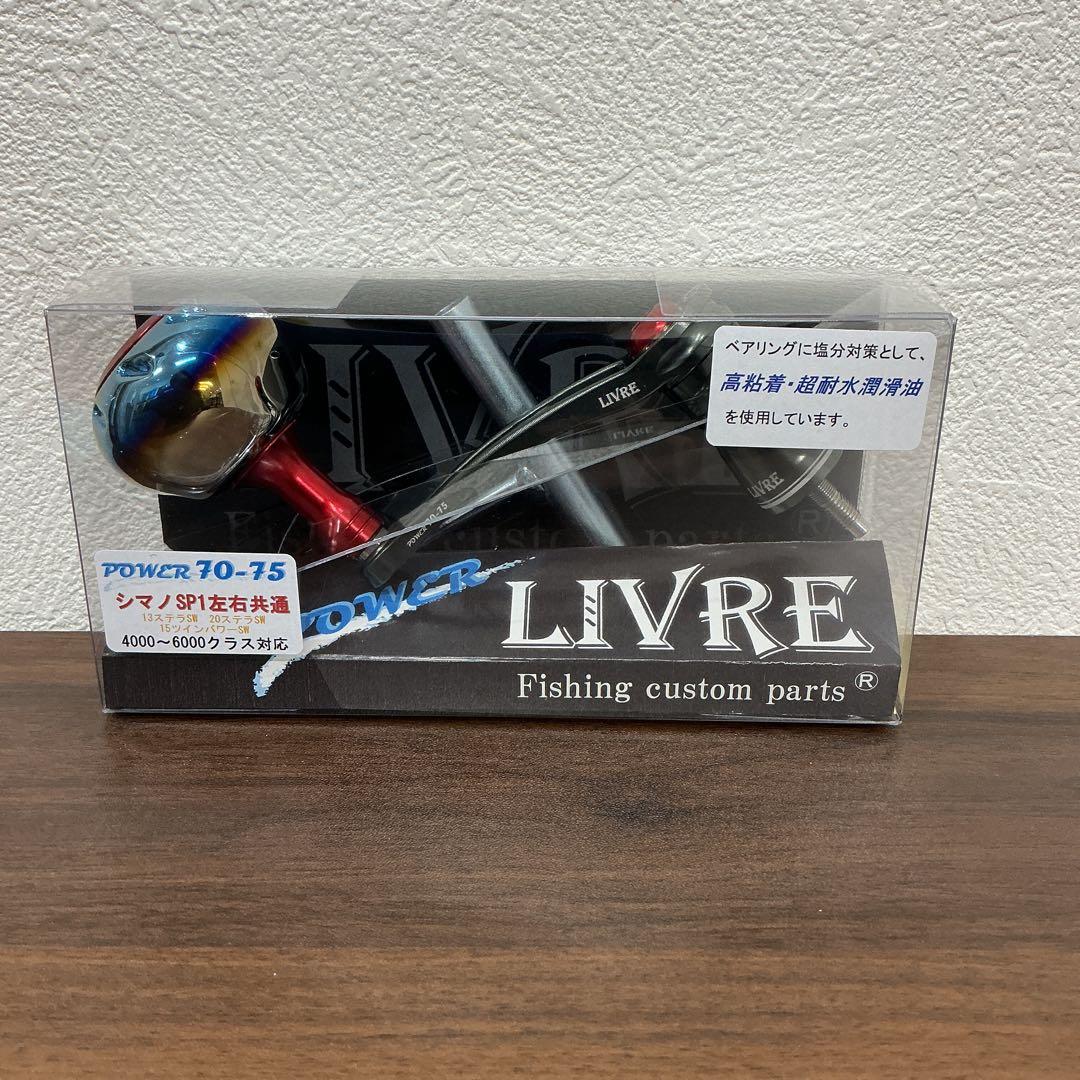 ベアリングに塩分対策として、
高粘着・超耐水潤滑油
を使用しています。
LIVRE
LIVRE
POWER 70-75
LIVRE
POWER 70-75
シマノSP1左右共通
13ステラSW 20ステラSW
15ツインパワーSW
4000～6000クラス対応
POWER
LIVRE
Fishing custom parts®